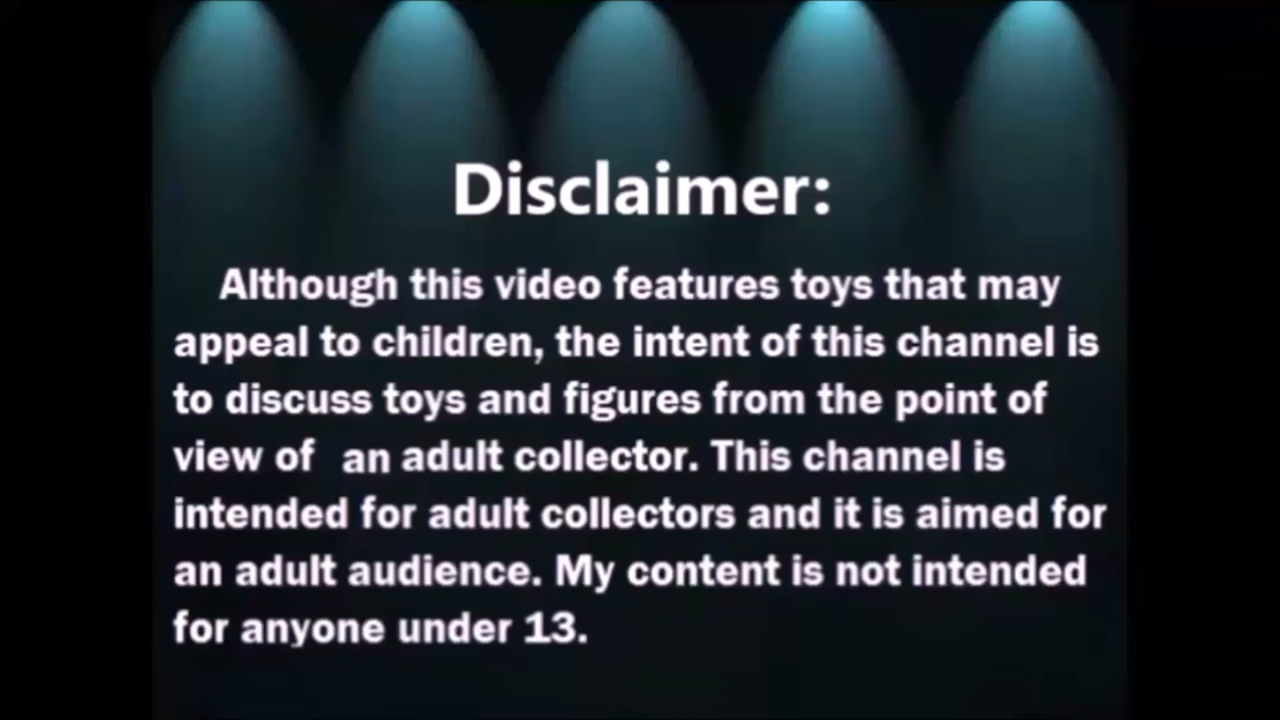 Disclaimer:
Although this video features toys that may
appeal to children, the intent of this channel is
to discuss toys and figures from the point of
view of an adult collector. This channel is
intended for adult collectors and it is aimed for
an adult audience. My content is not intended
for anyone under 13.